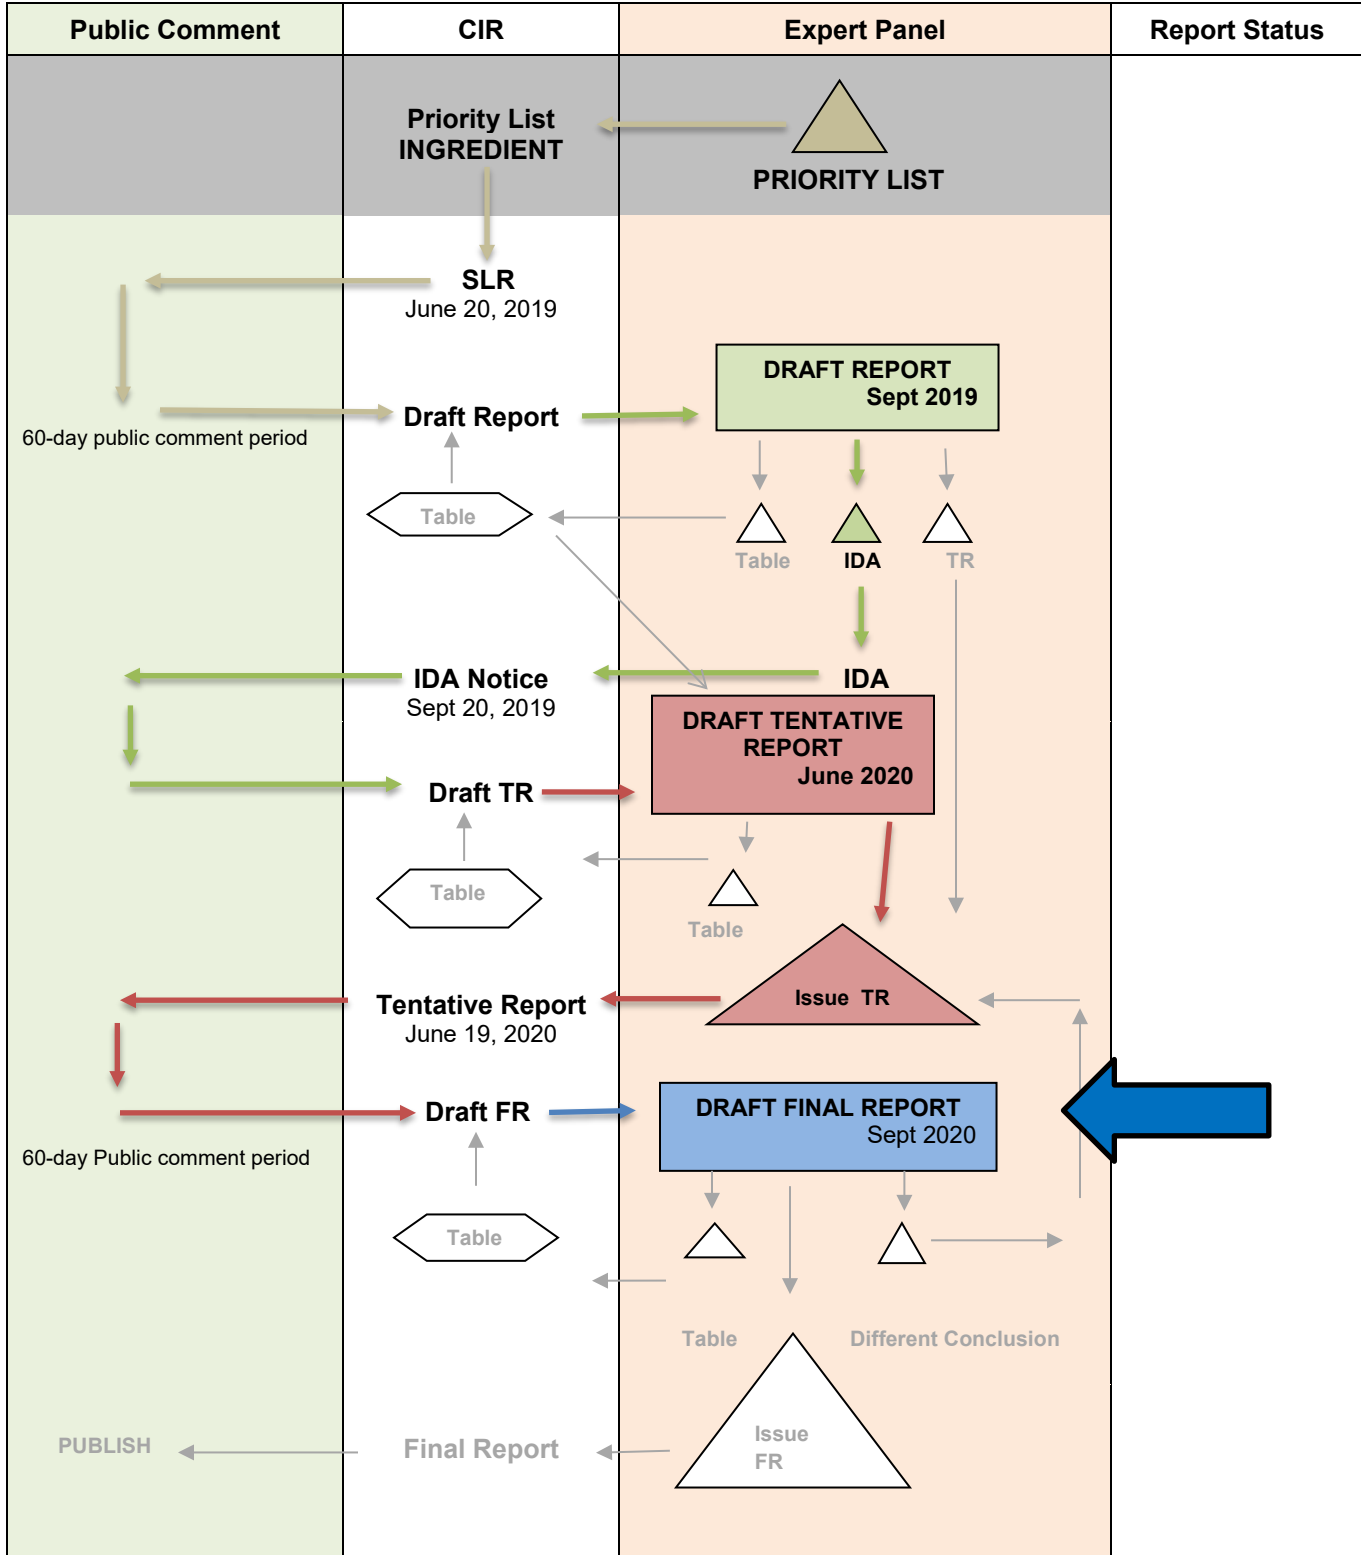 Public Comment
CIR
Expert Panel
Report Status
Priority List
INGREDIENT
PRIORITY LIST
SLR
June 20, 2019
60-day public comment period
Draft Report
DRAFT REPORT
Sept 2019
Table
Table
IDA
TR
IDA Notice
Sept 20, 2019
IDA
DRAFT TENTATIVE
REPORT
June 2020
Draft TR
Table
Table
Issue TR
Tentative Report
June 19, 2020
60-day Public comment period
Draft FR
DRAFT FINAL REPORT
Sept 2020
Table
Table
Different Conclusion
Issue
FR
Final Report
PUBLISH